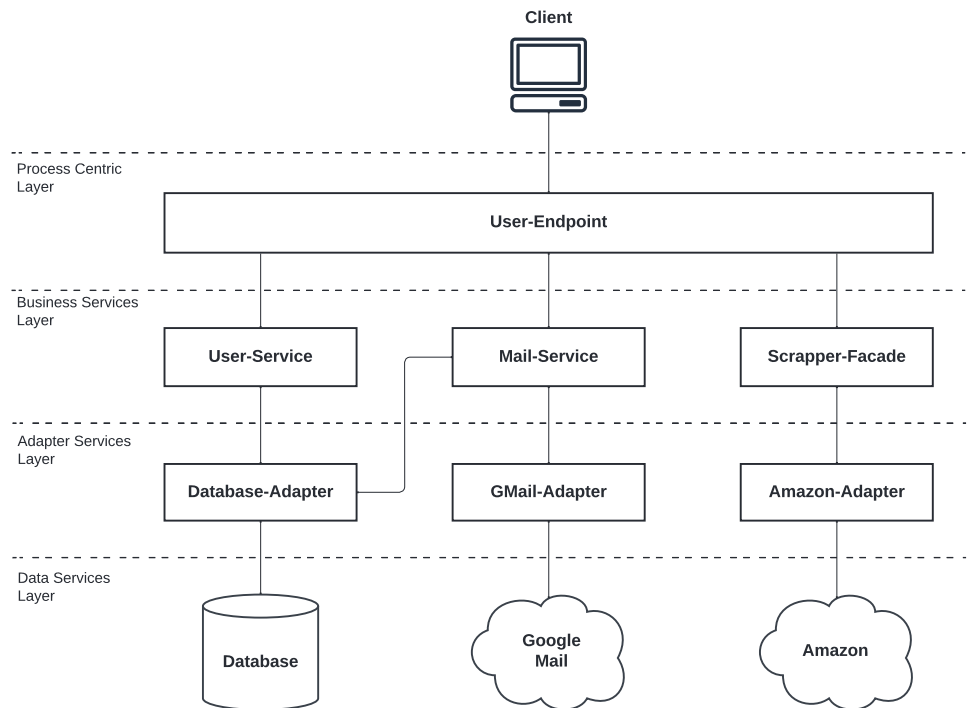 Client
Process Centric
Layer
User-Endpoint
Business Services
Layer
User-Service
Mail-Service
Scrapper-Facade
Adapter Services
Layer
Database-Adapter
GMail-Adapter
Amazon-Adapter
Data Services
Layer
Database
Google
Mail
Amazon